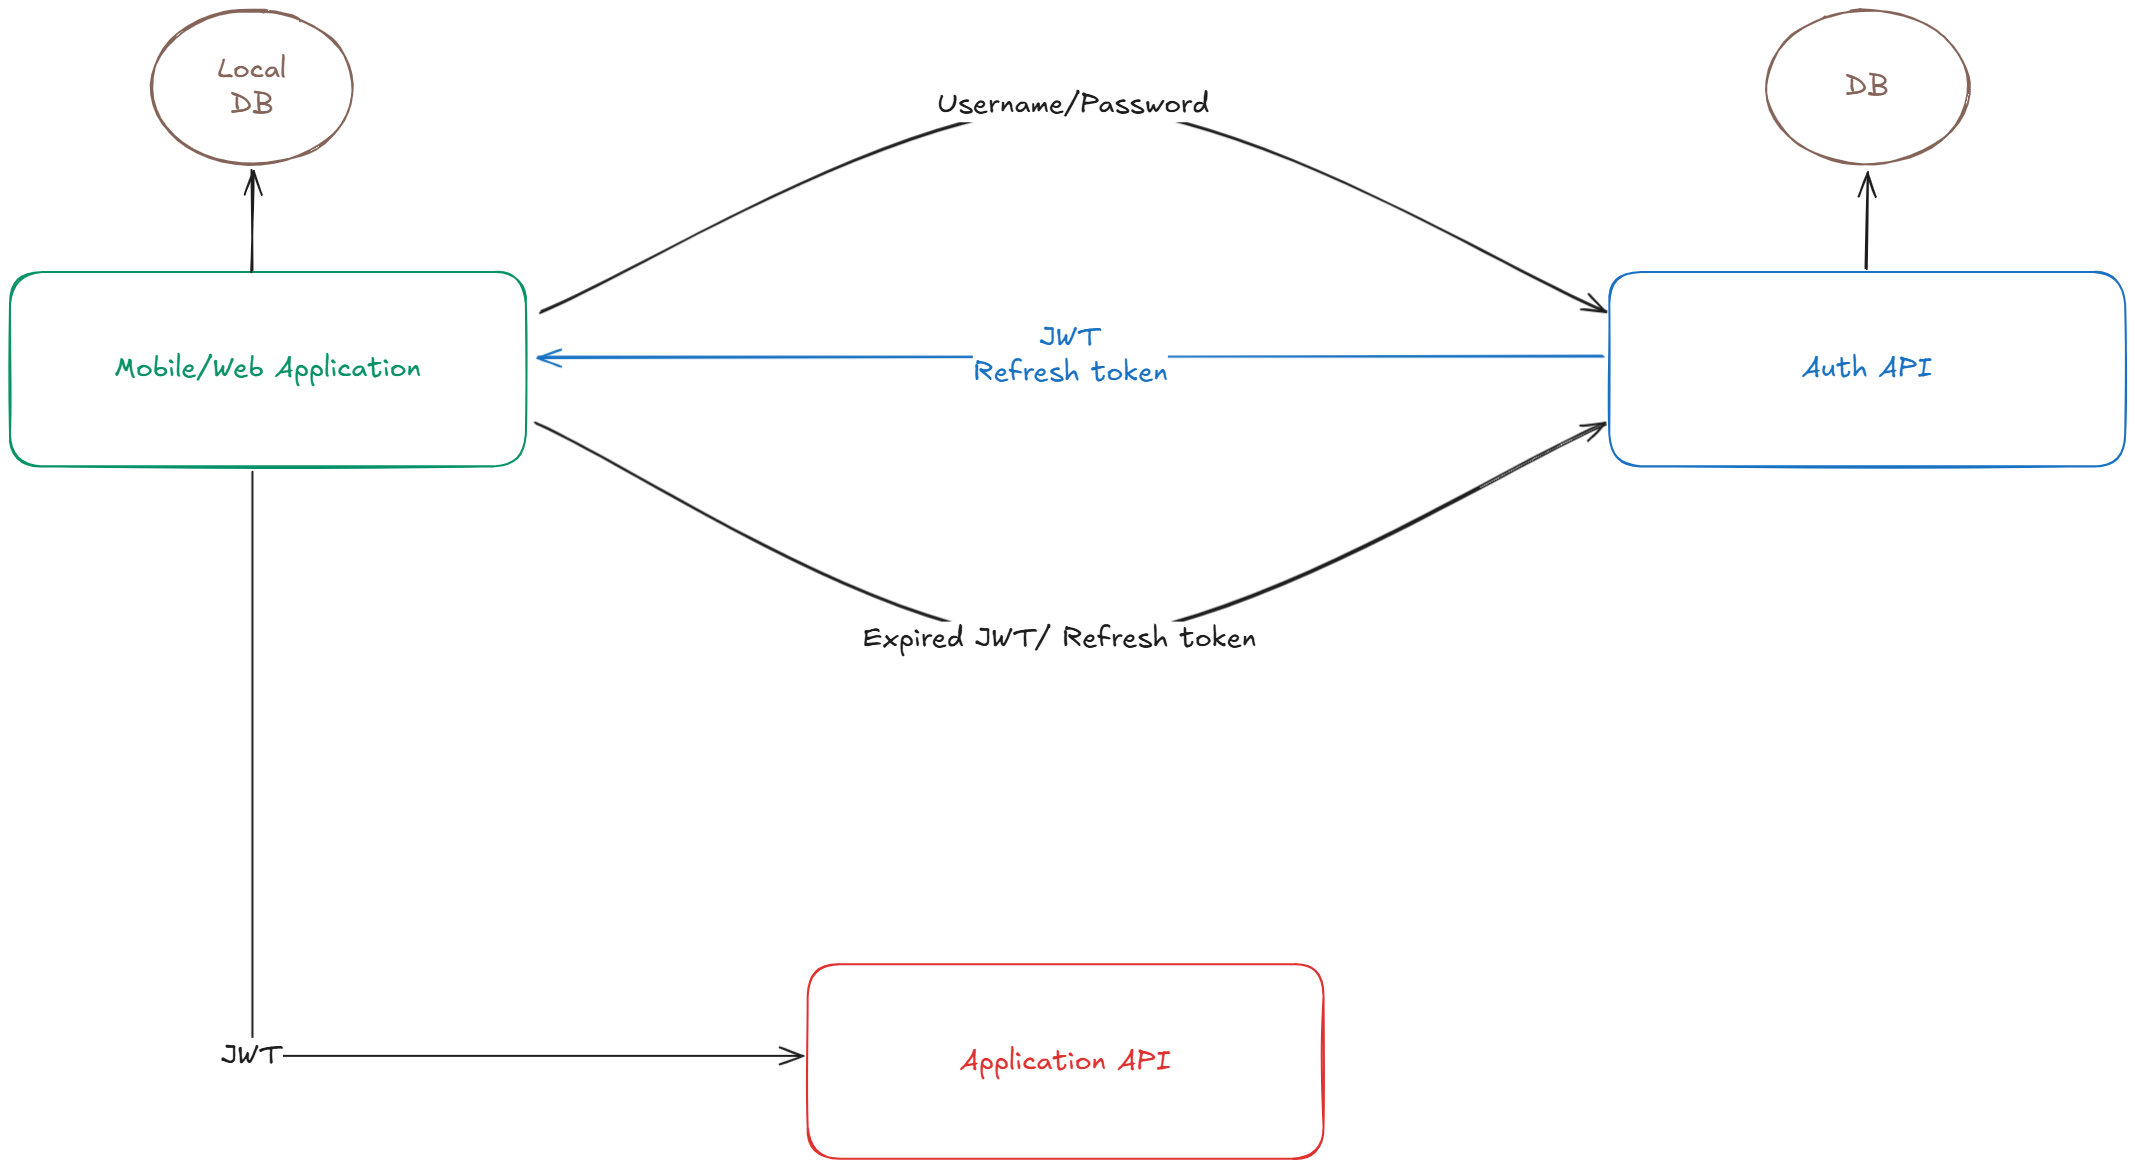 Local
DB
DB
Username/Password
JWT
Refresh token
Mobile/Web Application
Auth API
Expired JWT/ Refresh token
JWT
Application API